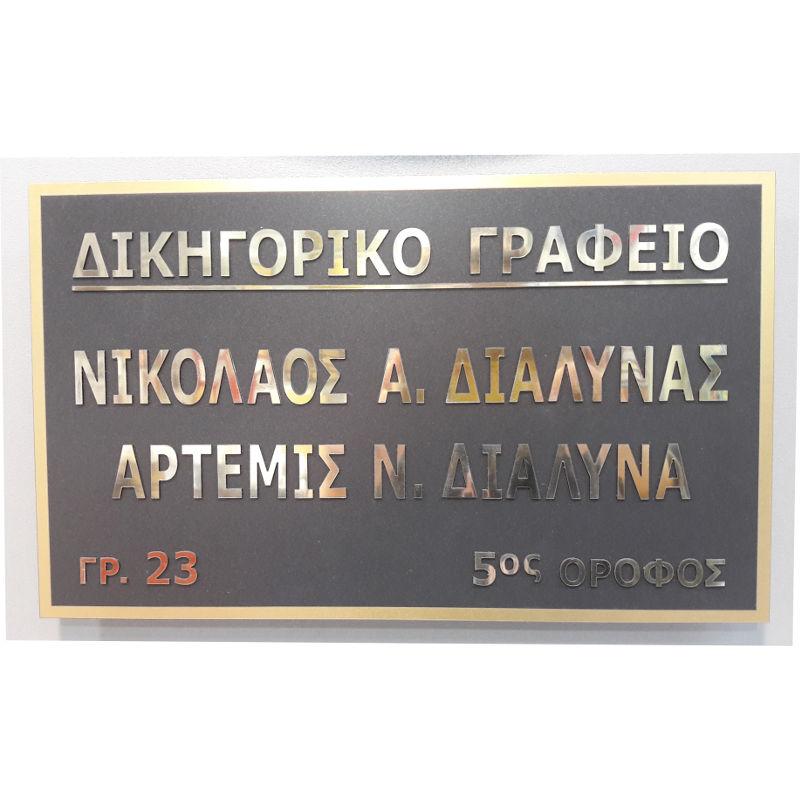 ΔΙΚΗΓΟΡΙΚΟ ΓΡΑΦΕΙΟ
ΝΙΚΟΛΑΟΣ Α. ΔΙΑΛΥΝΑΣ
ΑΡΤΕΜΙΣ Ν. ΔΙΑΛΥΝΑ
ΓΡ. 23 5ος ΟΡΟΦΟΣ